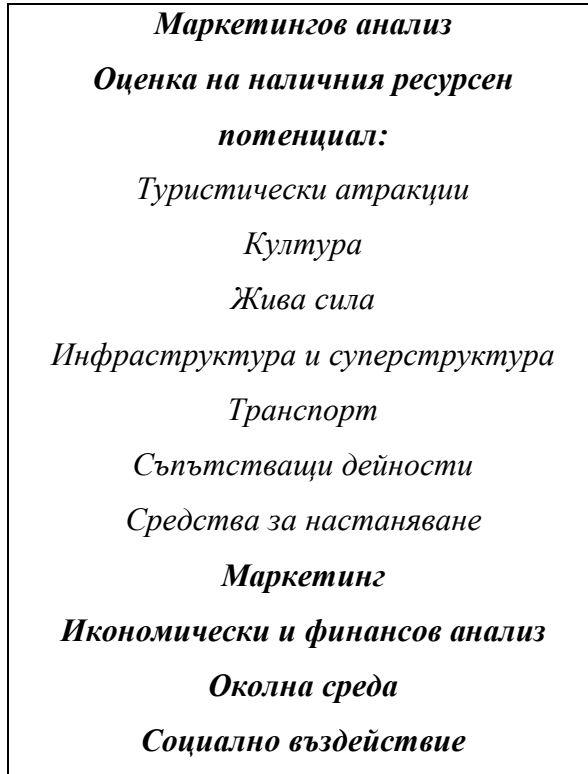 Маркетингов анализ
Оценка на наличния ресурсен
потенциал:
Туристически атракции
Култура
Жива сила
Инфраструктура и суперструктура
Транспорт
Съпътстващи дейности
Средства за настаняване
Маркетинг
Икономически и финансов анализ
Околна среда
Социално въздействие